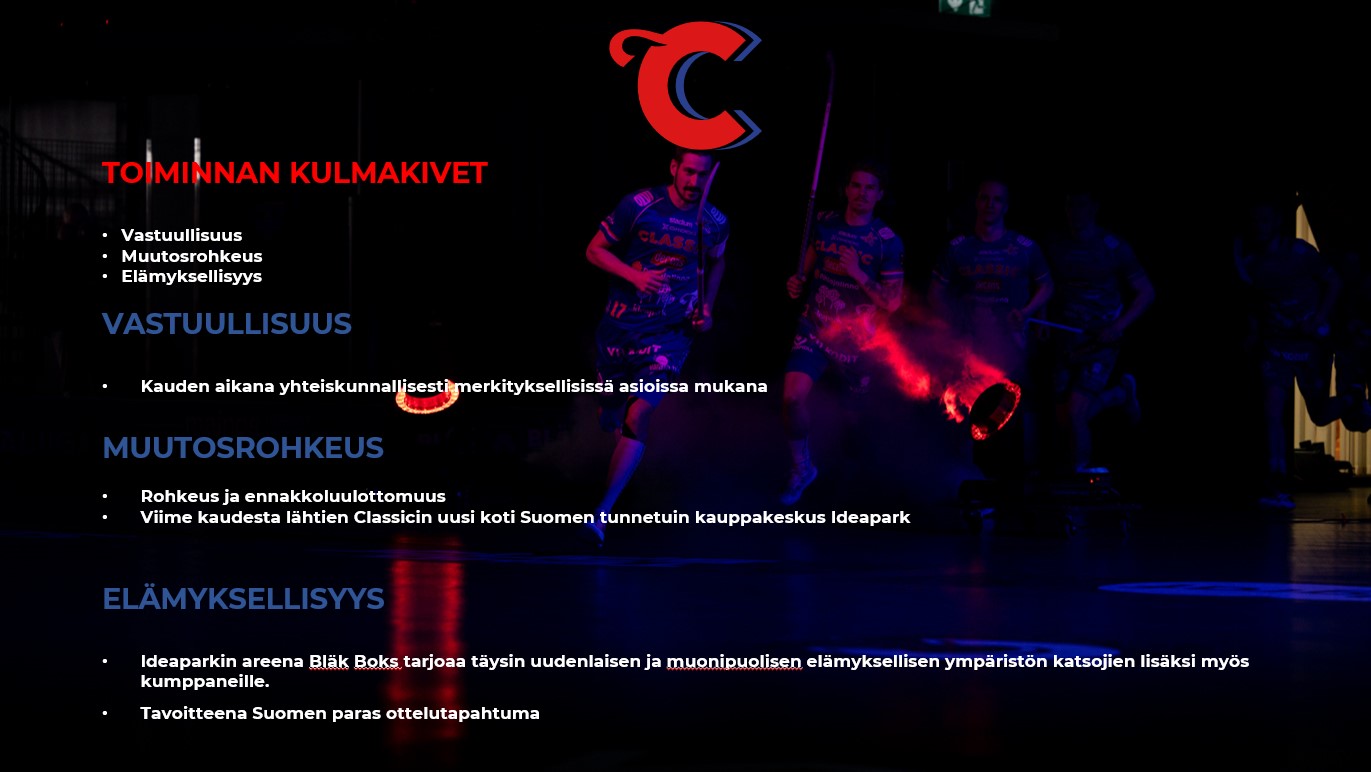 TOIMINNAN KULMAKIVET
• Vastuullisuus
• Muutosrohkeus
• Elämyksellisyys
VASTUULLISUUS
• Kauden aikana yhteiskunnallisesti merkityksellisissä asioissa mukana
MUUTOSROHKEUS
• Rohkeus ja ennakkoluulottomuus
• Viime kaudesta lähtien Classicin uusi koti Suomen tunnetuin kauppakeskus Ideapark
ELÄMYKSELLISYYS
• Ideaparkin areena Bläk Boks tarjoaa täysin uudenlaisen ja muonipuolisen elämyksellisen ympäristön katsojien lisäksi myös
kumppaneille.
• Tavoitteena Suomen paras ottelutapahtuma